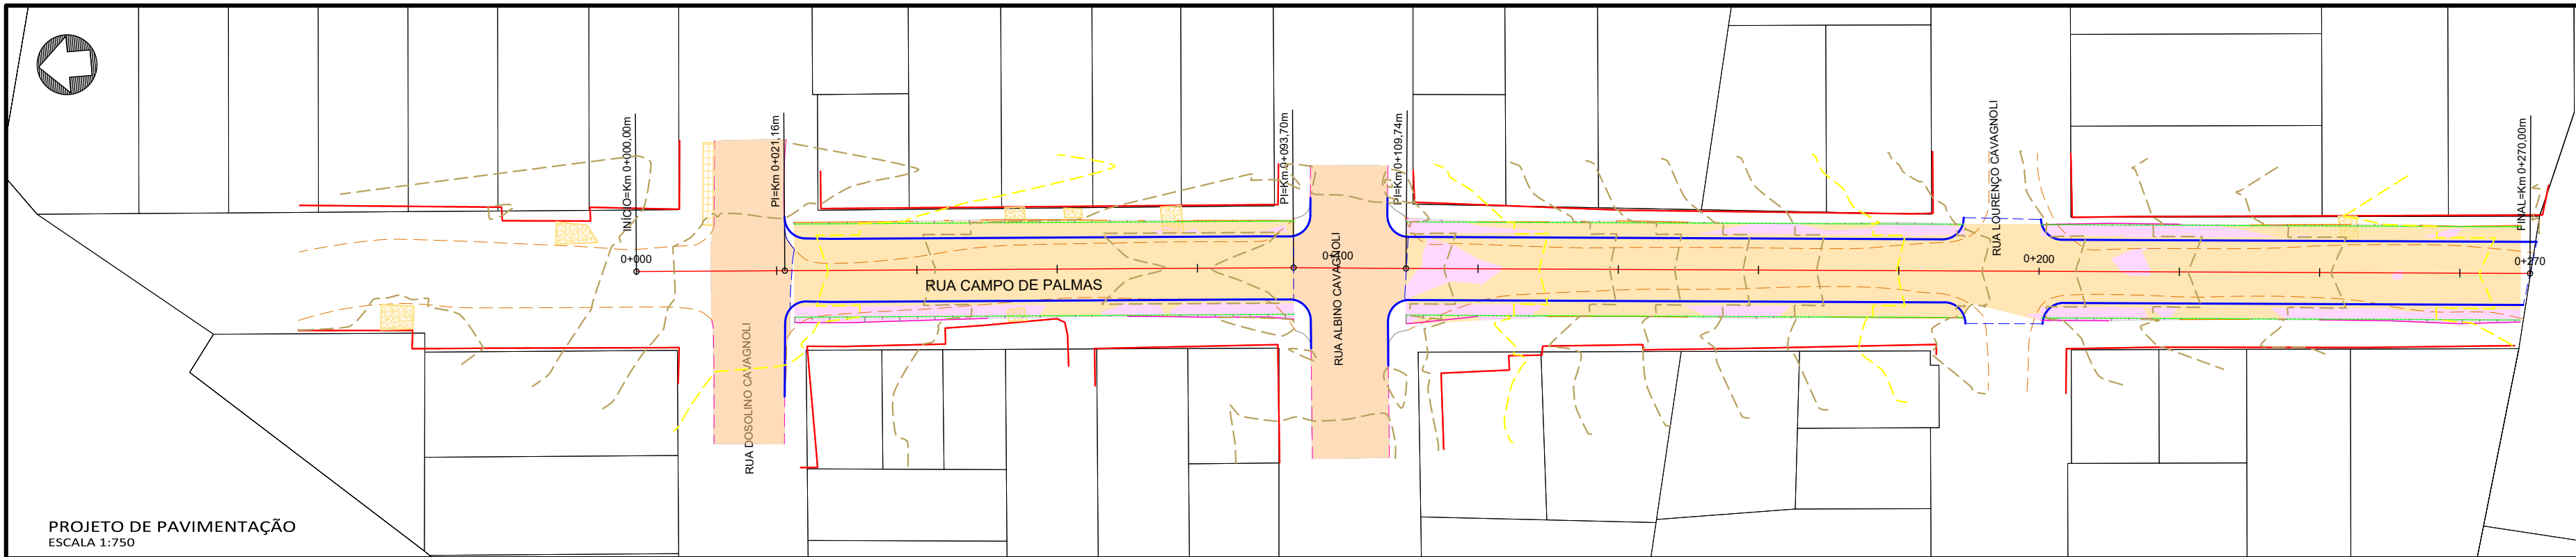 INÍCIO=Km 0+000,00m
PI=Km 0+021,16m
PI=Km 0+093,70m
PI=Km 0+109,74m
RUA LOURENÇO CAVAGNOLI
FINAL=Km 0+270,00m
0+000
0+100
0+200
0+270
RUA CAMPO DE PALMAS
RUA DOSOLINO CAVAGNOLI
RUA ALBINO CAVAGNOLI
PROJETO DE PAVIMENTAÇÃO
ESCALA 1:750